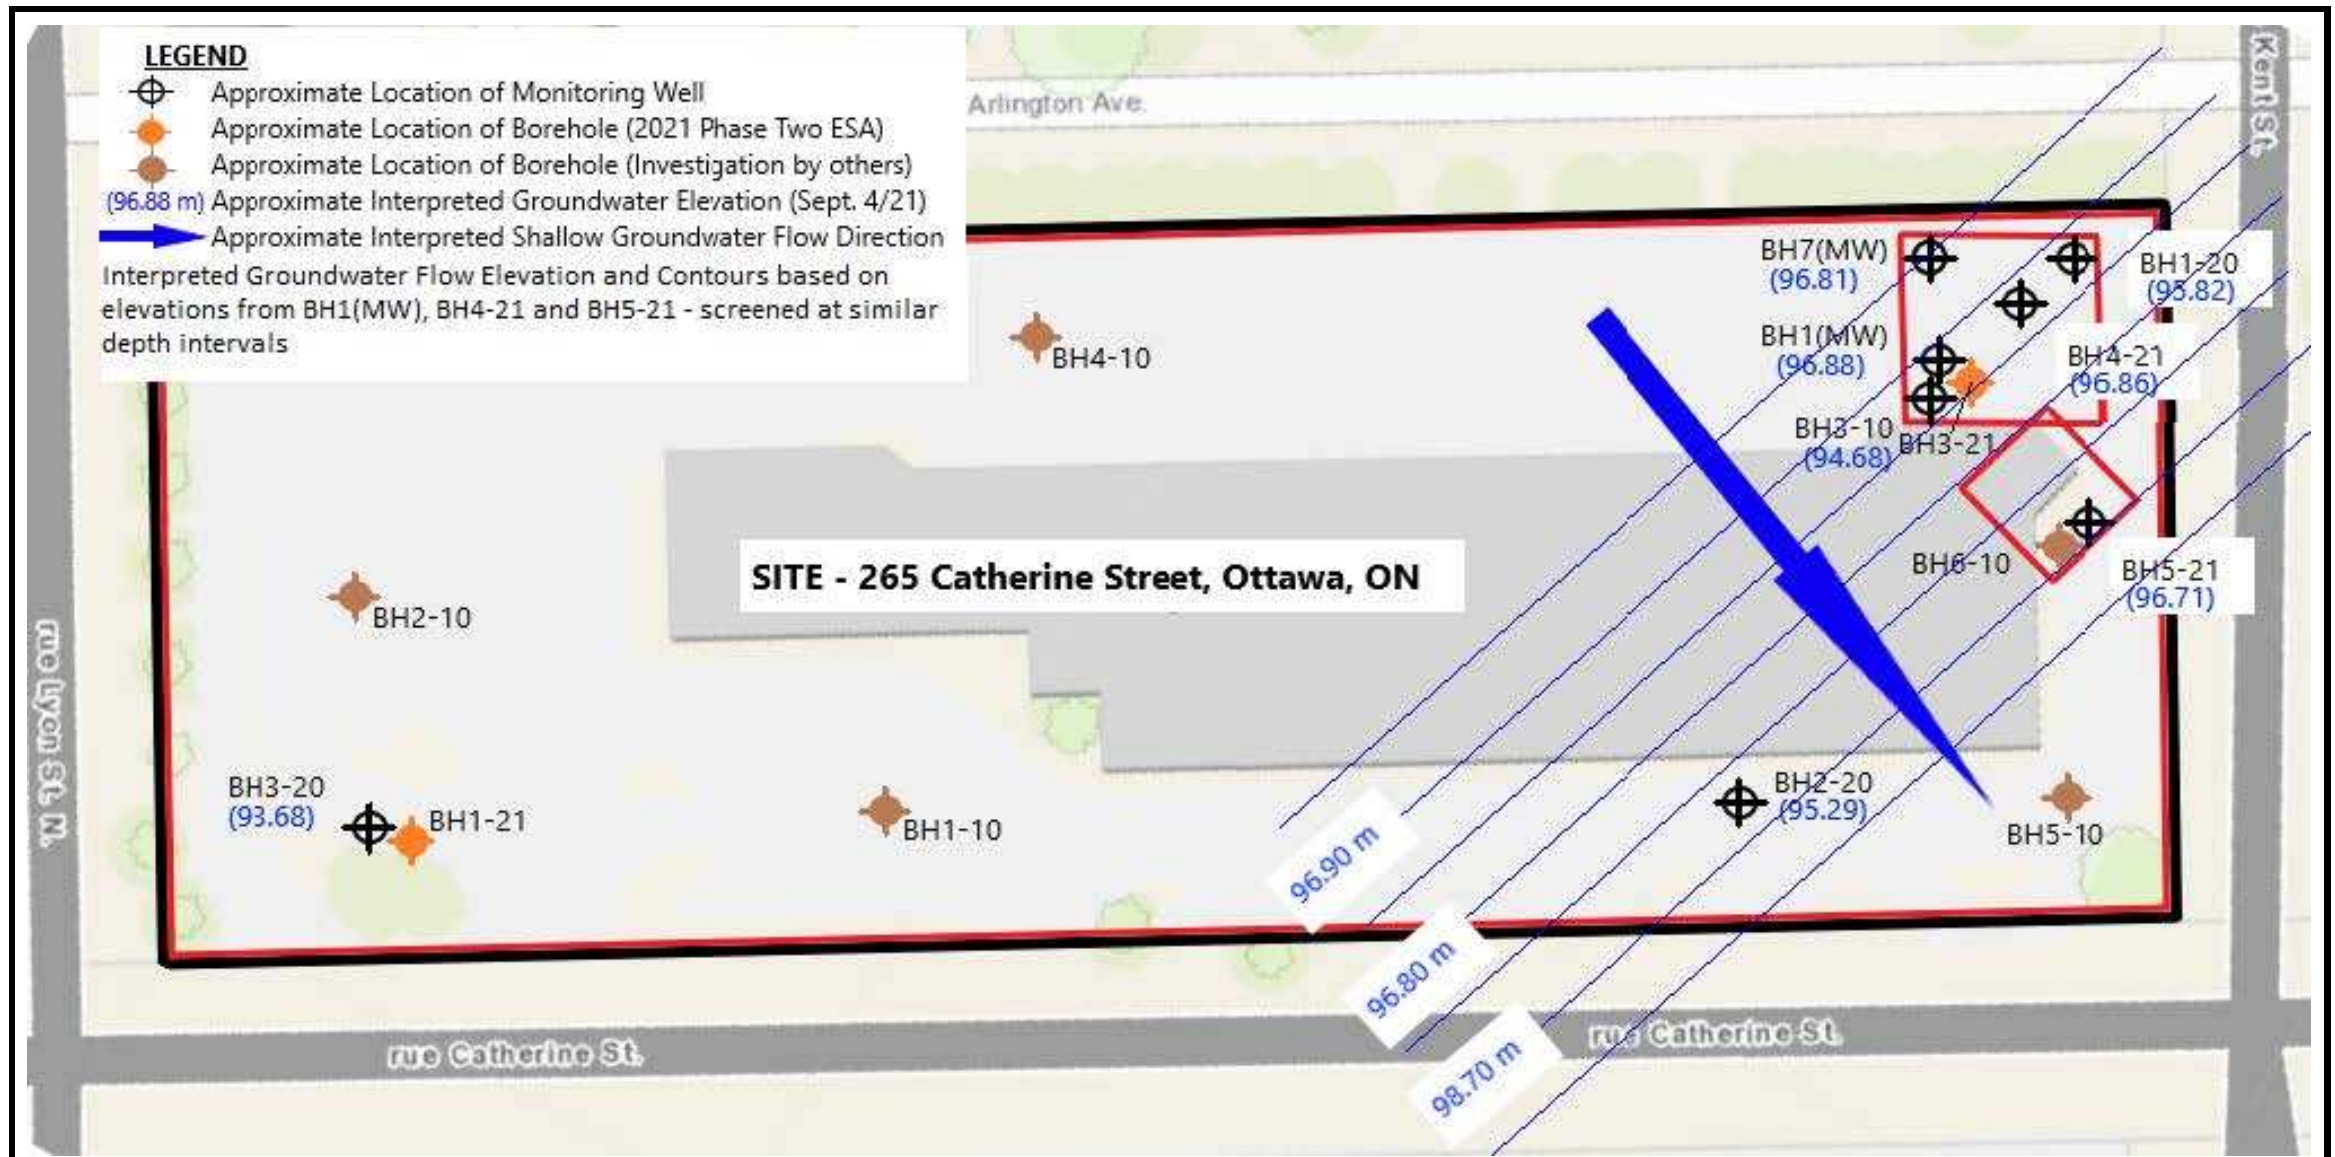 LEGEND
Approximate Location of Monitoring Well
Approximate Location of Borehole (2021 Phase Two ESA)
Approximate Location of Borehole (Investigation by others)
(96.88 m) Approximate Interpreted Groundwater Elevation (Sept. 4/21)
Approximate Interpreted Shallow Groundwater Flow Direction
Interpreted Groundwater Flow Elevation and Contours based on
elevations from BH1(MW), BH4-21 and BH5-21 - screened at similar
depth intervals
Arlington Ave.
Kent St.
BH7(MW)
(96.81)
BH1-20
(95.82)
BH1(MW)
(96.88)
BH4-21
(96.86)
BH4-10
BH3-10
(94.68)
BH3-21
SITE - 265 Catherine Street, Ottawa, ON
BH6-10
BH5-21
(96.71)
BH2-10
rue Lyon St. N.
BH3-20
(93.68)
BH1-21
BH1-10
BH2-20
(95.29)
BH5-10
96.90 m
96.80 m
98.70 m
rue Catherine St.
rue Catherine St.